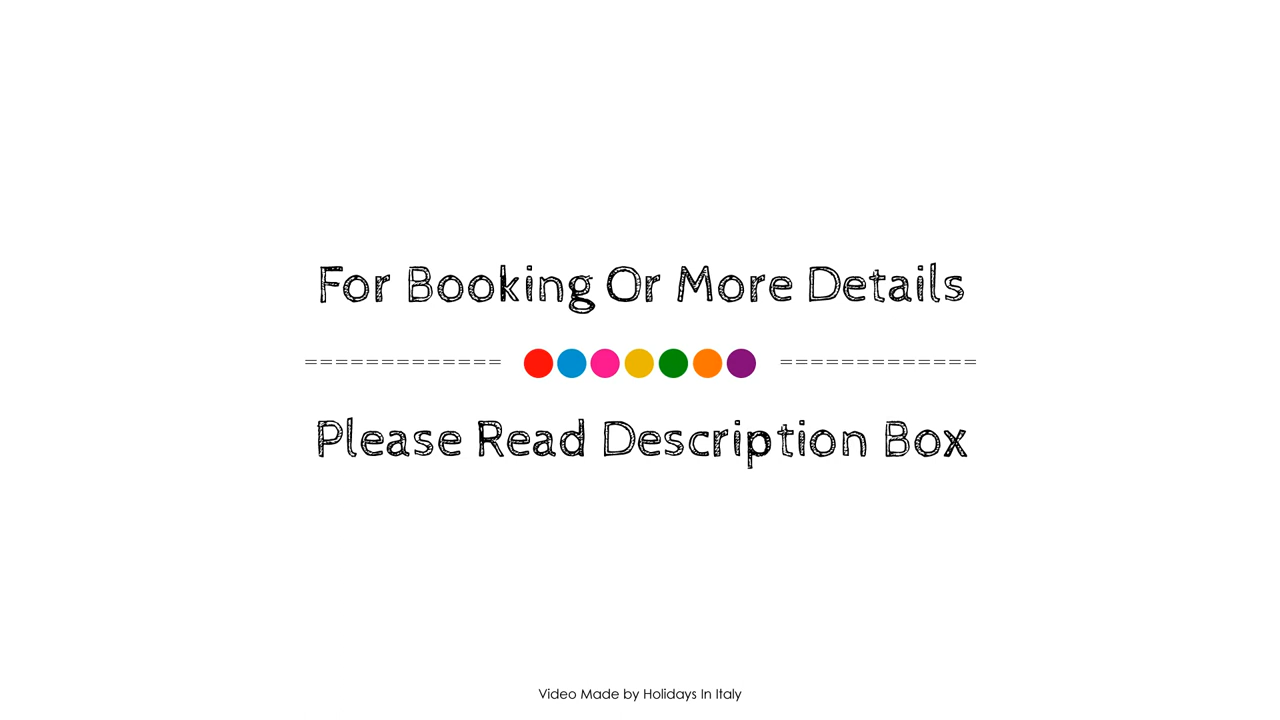 For Booking Or More Details
============= =============
Please Read Description Box
Video Made by Holidays In Italy